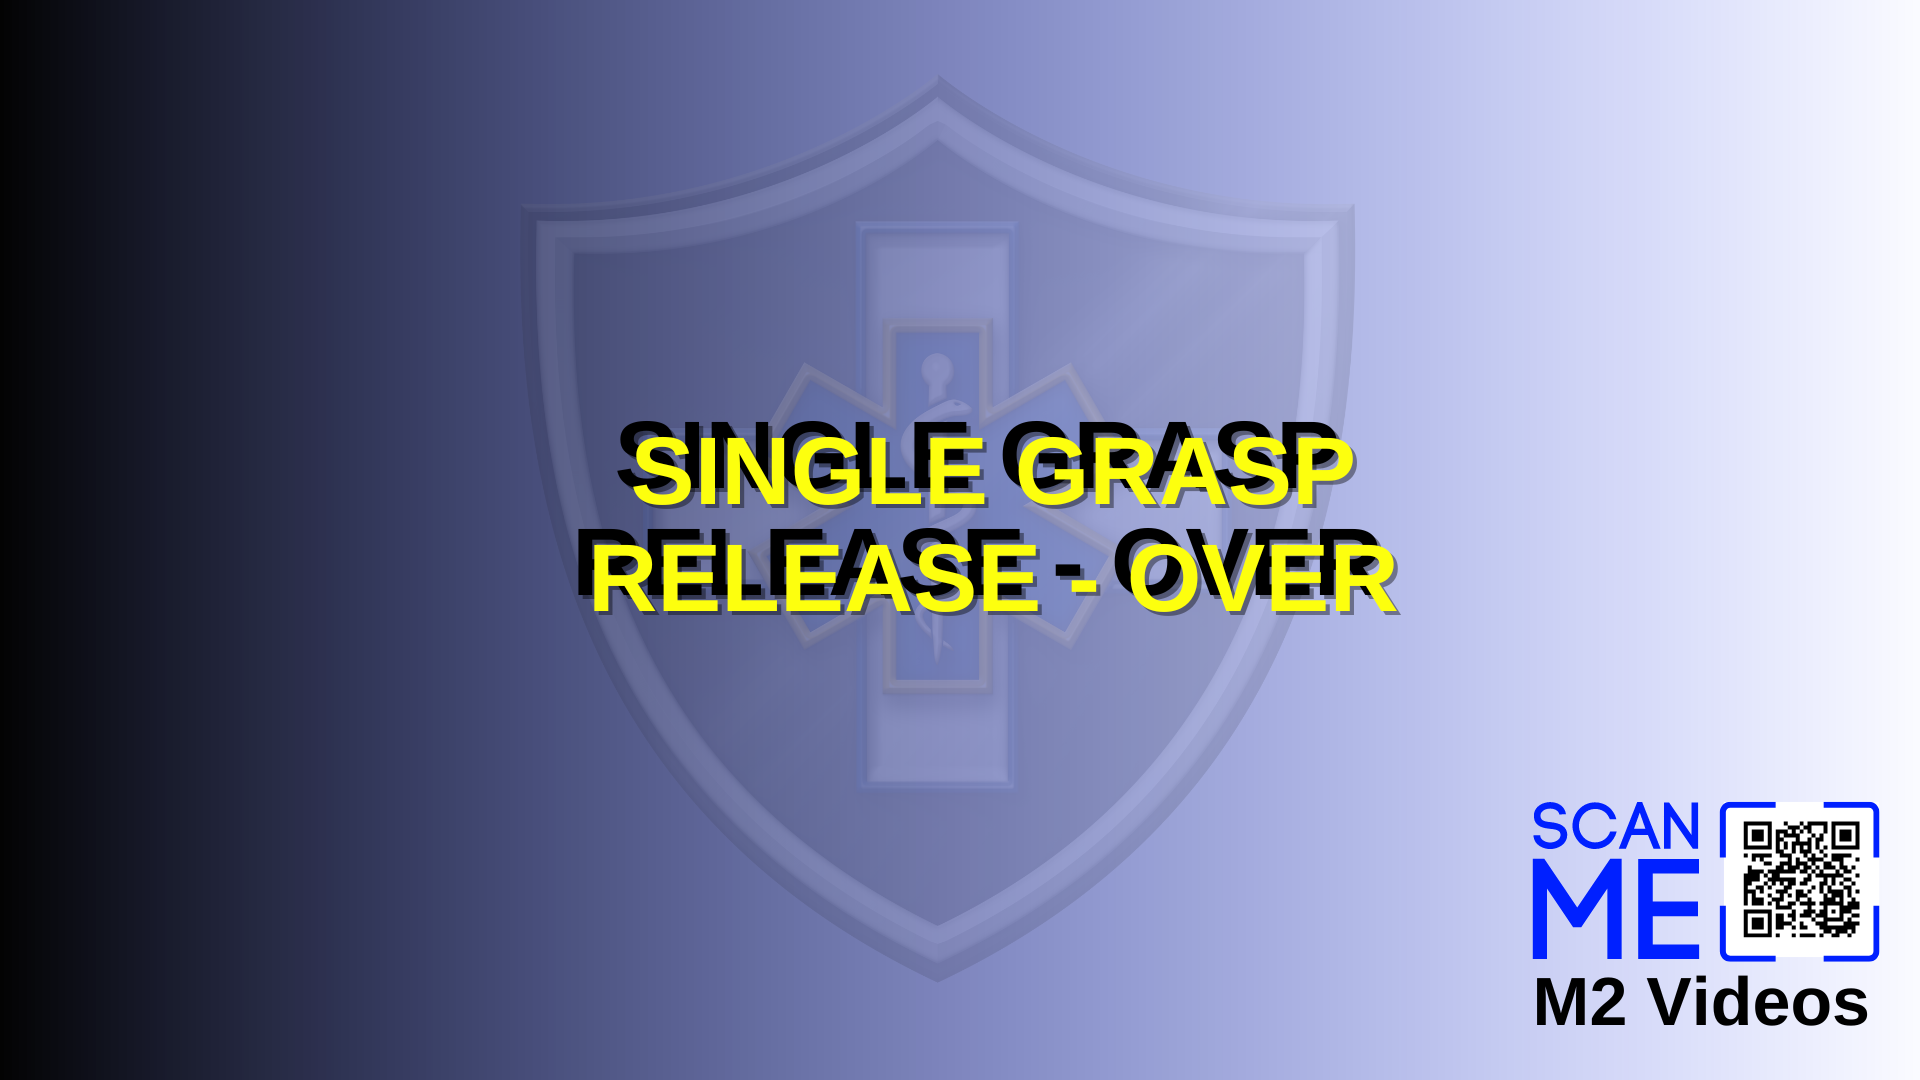 SINGLE GRASP
RELEASE - OVER
SCAN
ME
M2 Videos